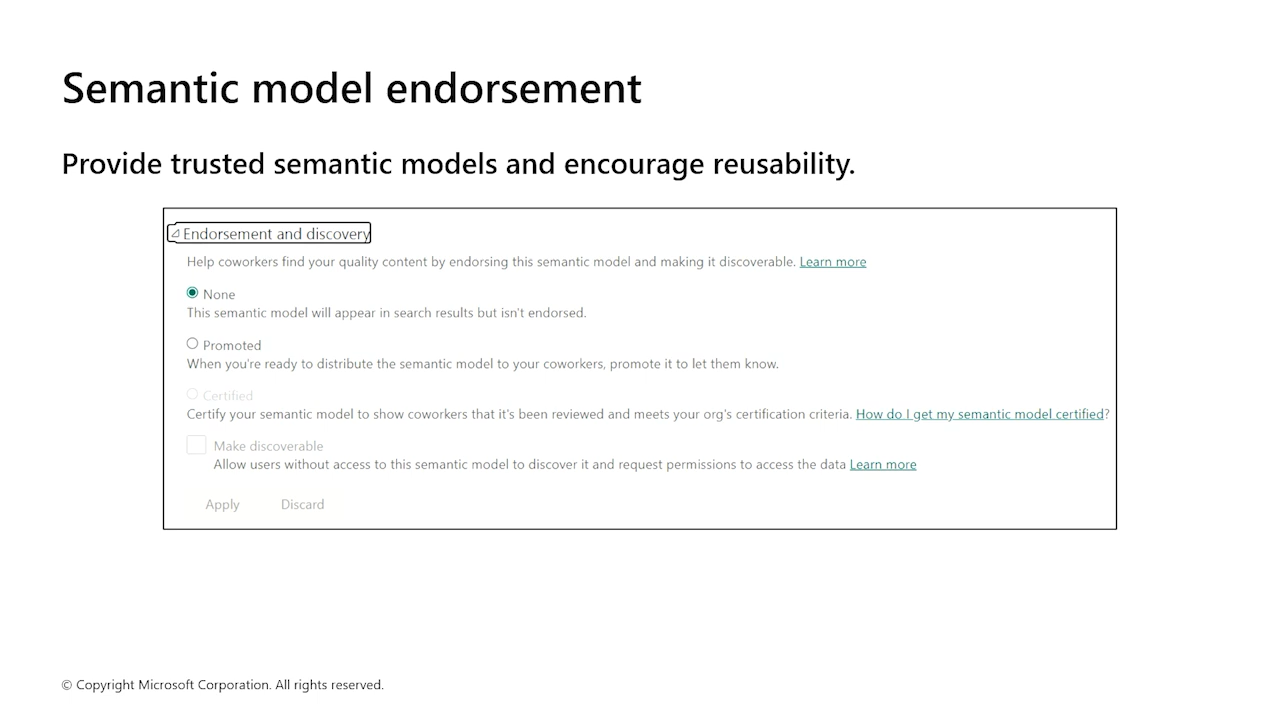 Semantic model endorsement
Provide trusted semantic models and encourage reusability.
Endorsement and discovery
Help coworkers find your quality content by endorsing this semantic model and making it discoverable. Learn more
None
This semantic model will appear in search results but isn't endorsed.
Promoted
When you're ready to distribute the semantic model to your coworkers, promote it to let them know.
Certified
Certify your semantic model to show coworkers that it's been reviewed and meets your org's certification criteria. How do I get my semantic model certified?
Make discoverable
Allow users without access to this semantic model to discover it and request permissions to access the data Learn more
Apply Discard
© Copyright Microsoft Corporation. All rights reserved.